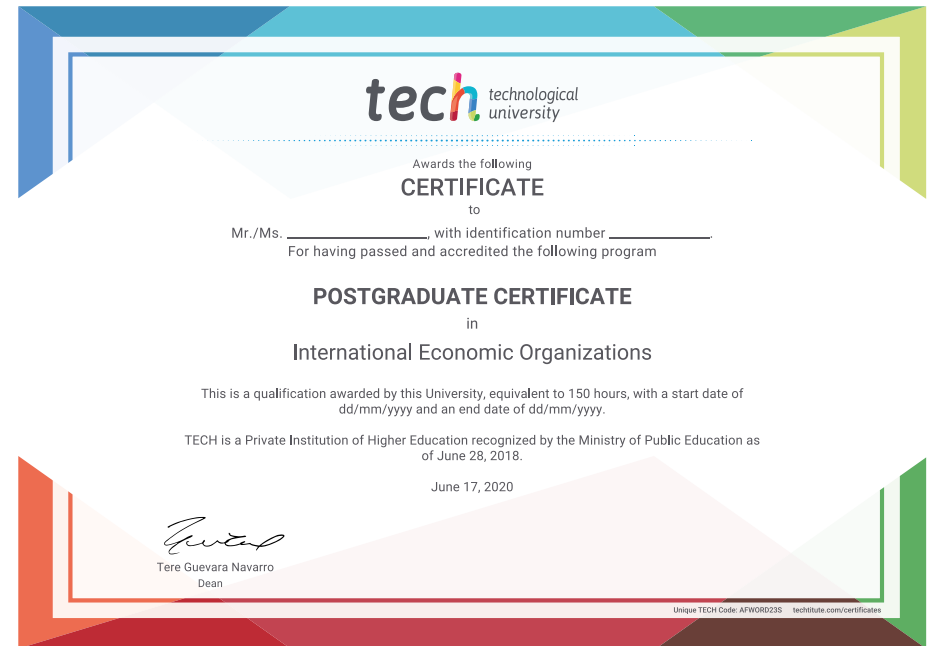 tech technological
university
Awards the following
CERTIFICATE
to
Mr./Ms. ____________________, with identification number ______________.
For having passed and accredited the following program
POSTGRADUATE CERTIFICATE
in
International Economic Organizations
This is a qualification awarded by this University, equivalent to 150 hours, with a start date of
dd/mm/yyyy and an end date of dd/mm/yyyy.
TECH is a Private Institution of Higher Education recognized by the Ministry of Public Education as
of June 28, 2018.
June 17, 2020
Tere Guevara Navarro
Dean
Unique TECH Code: AFWORD23S techtitute.com/certificates